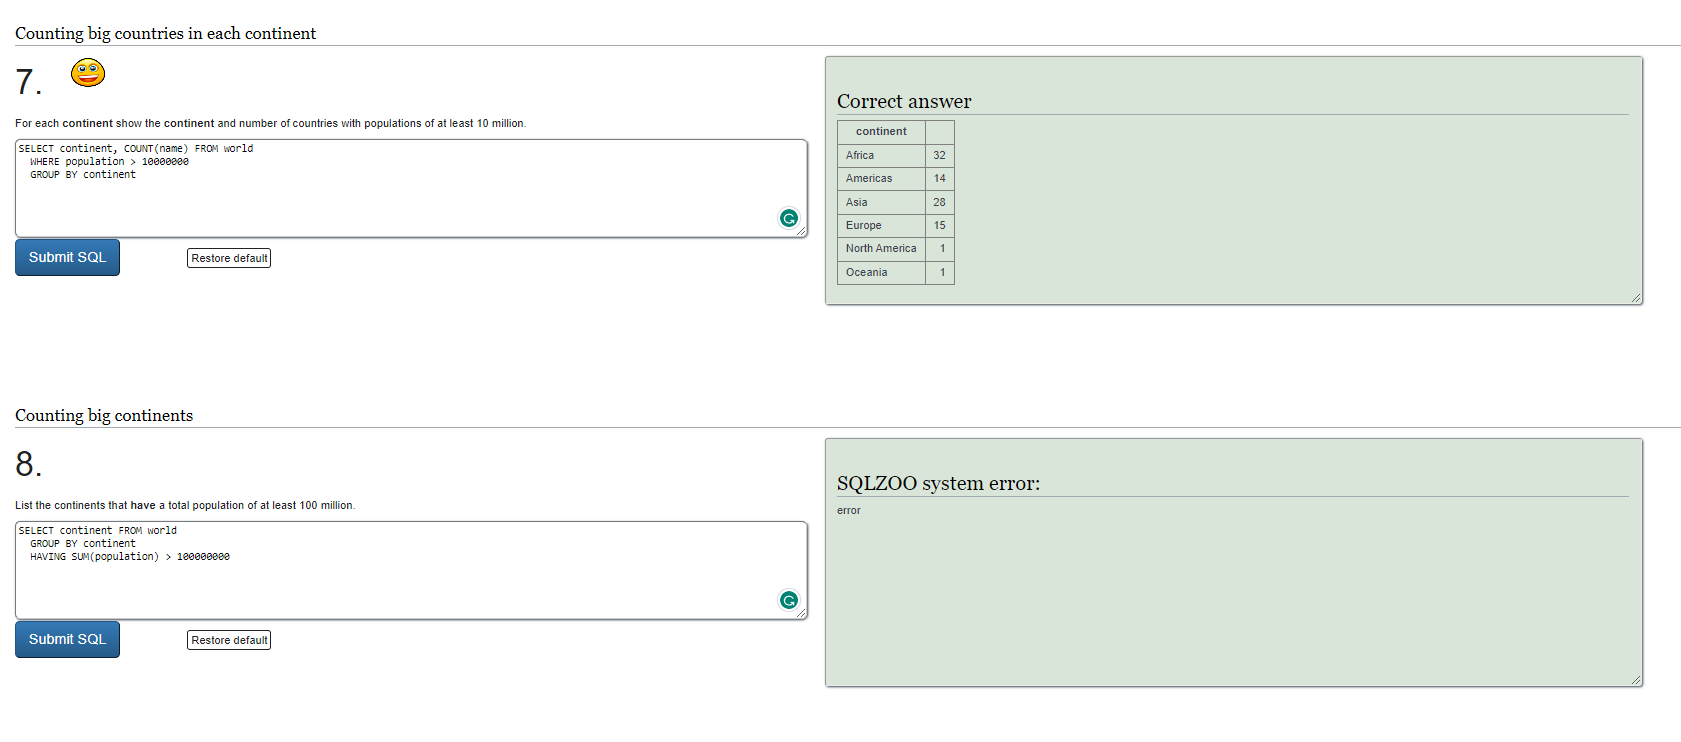 Counting big countries in each continent
7.
For each continent show the continent and number of countries with populations of at least 10 million.
SELECT continent, COUNT(name) FROM world
WHERE population > 10000000
GROUP BY continent
Submit SQL
Restore default
Correct answer
continent
Africa 32
Americas 14
Asia 28
Europe 15
North America 1
Oceania 1
Counting big continents
8.
List the continents that have a total population of at least 100 million.
SELECT continent FROM world
GROUP BY continent
HAVING SUM(population) > 100000000
Submit SQL
Restore default
SQLZOO system error:
error